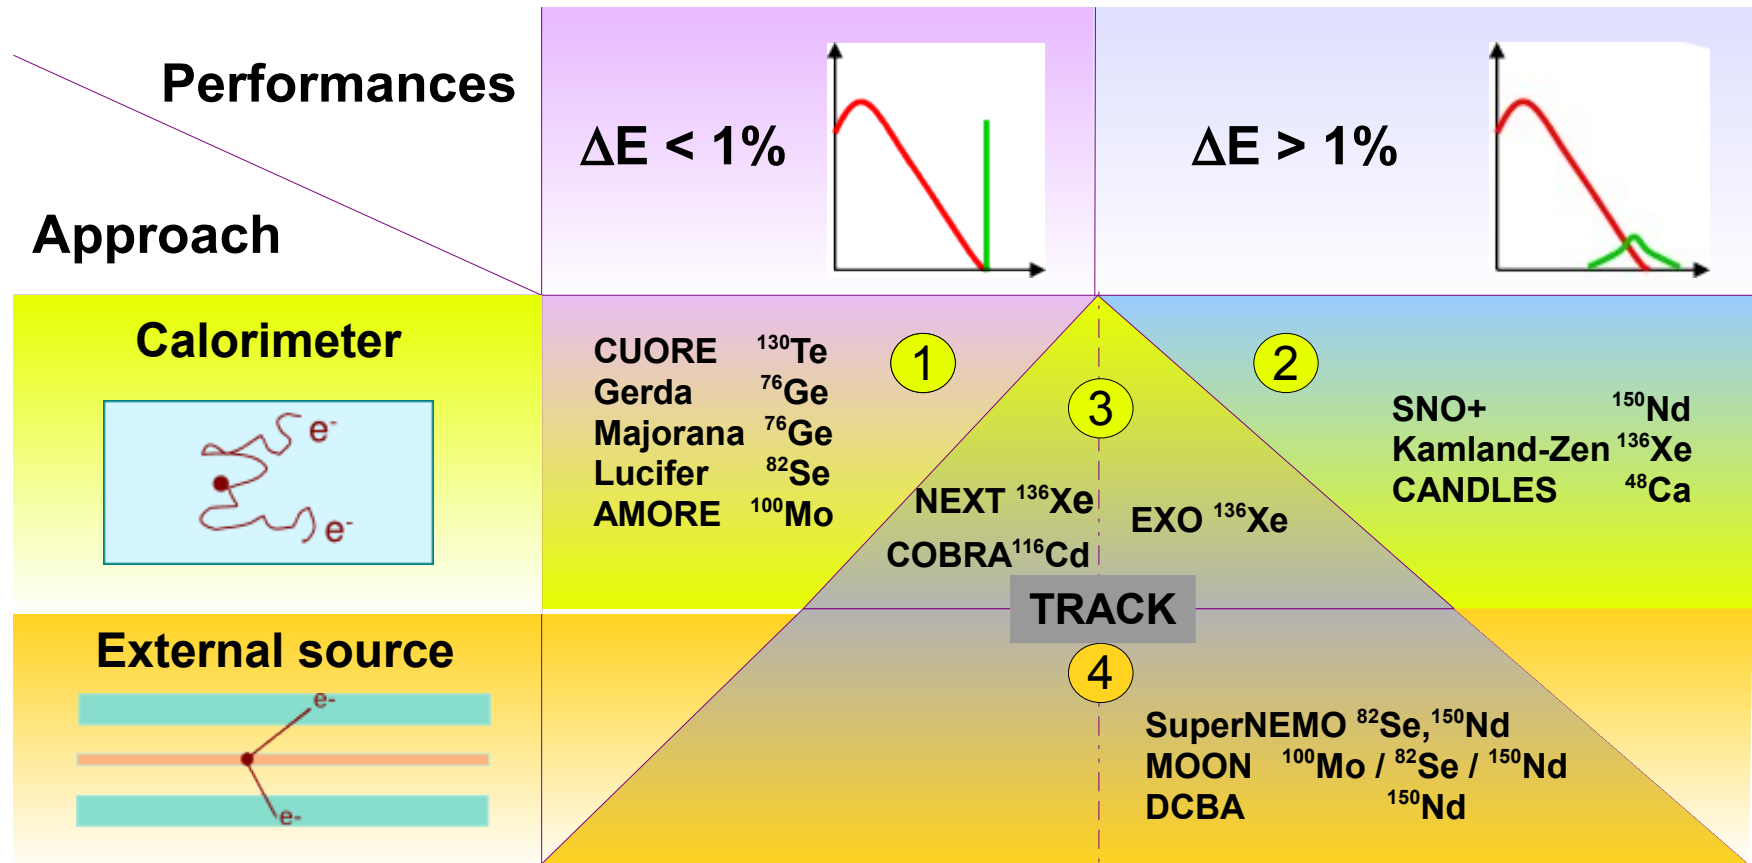 Performances
Approach
ΔE < 1%
ΔE > 1%
Calorimeter
e-
e-
CUORE ¹³⁰Te
Gerda ⁷⁶Ge
Majorana ⁷⁶Ge
Lucifer ⁸²Se
AMORE ¹⁰⁰Mo
1
3
2
NEXT ¹³⁶Xe
COBRA¹¹⁶Cd
EXO ¹³⁶Xe
SNO+ ¹⁵⁰Nd
Kamland-Zen ¹³⁶Xe
CANDLES ⁴⁸Ca
TRACK
External source
e-
e-
4
SuperNEMO ⁸²Se,¹⁵⁰Nd
MOON ¹⁰⁰Mo / ⁸²Se / ¹⁵⁰Nd
DCBA ¹⁵⁰Nd